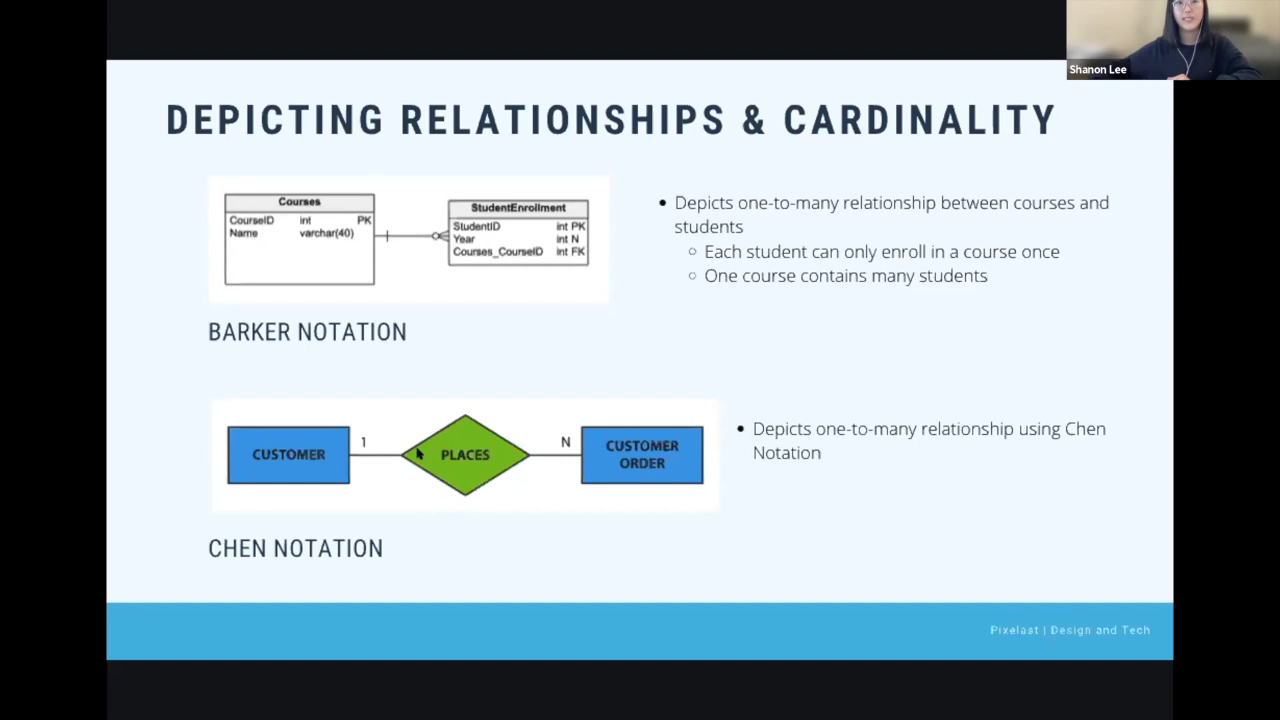 Shanon Lee
DEPICTING RELATIONSHIPS & CARDINALITY
Courses
CourseID int PK
Name varchar(40)
StudentEnrollment
StudentID int PK
Year int N
Courses_CourseID int FK
BARKER NOTATION
Depicts one-to-many relationship between courses and
students
Each student can only enroll in a course once
One course contains many students
CUSTOMER
1
PLACES
N
CUSTOMER
ORDER
CHEN NOTATION
Depicts one-to-many relationship using Chen
Notation
Pixelast | Design and Tech